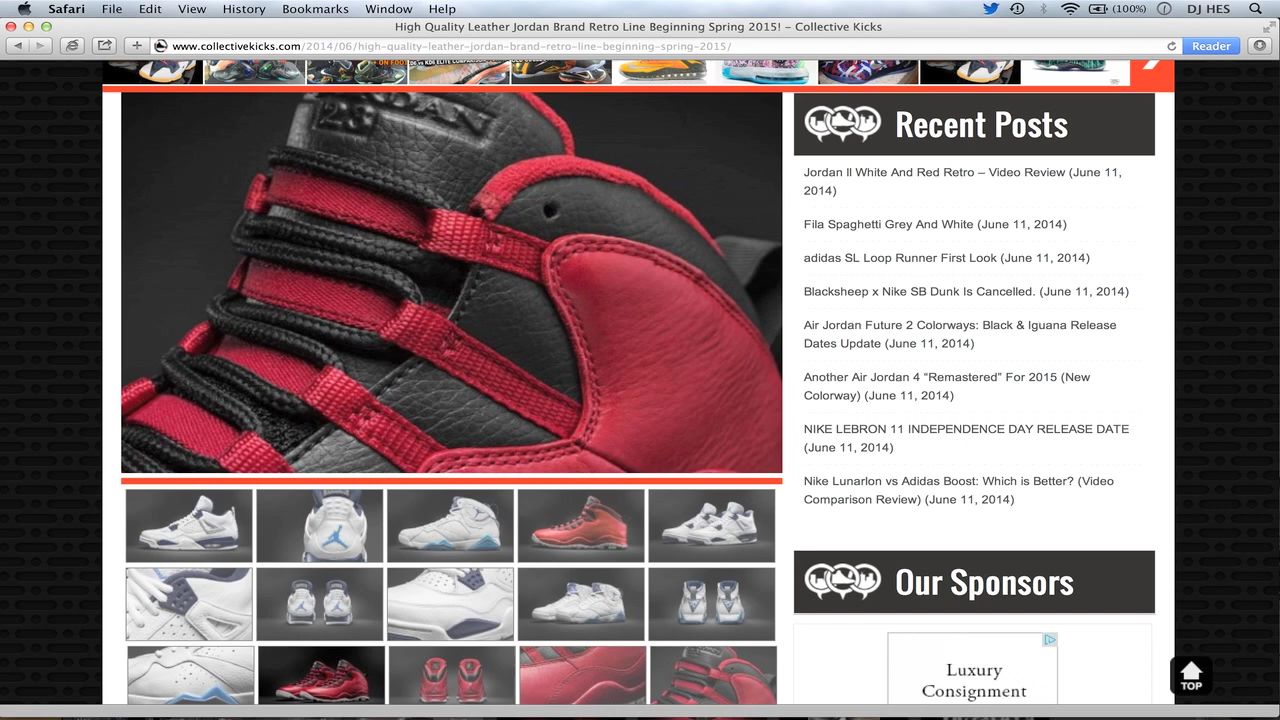 Safari File Edit View History Bookmarks Window Help (100%) DJ HES
High Quality Leather Jordan Brand Retro Line Beginning Spring 2015! – Collective Kicks
www.collectivekicks.com/2014/06/high-quality-leather-jordan-brand-retro-line-beginning-spring-2015/ Reader
JORDAN
23
Recent Posts
Jordan II White And Red Retro – Video Review (June 11,
2014)
Fila Spaghetti Grey And White (June 11, 2014)
adidas SL Loop Runner First Look (June 11, 2014)
Blacksheep x Nike SB Dunk Is Cancelled. (June 11, 2014)
Air Jordan Future 2 Colorways: Black & Iguana Release
Dates Update (June 11, 2014)
Another Air Jordan 4 “Remastered” For 2015 (New
Colorway) (June 11, 2014)
NIKE LEBRON 11 INDEPENDENCE DAY RELEASE DATE
(June 11, 2014)
Nike Lunarlon vs Adidas Boost: Which is Better? (Video
Comparison Review) (June 11, 2014)
Our Sponsors
Luxury
Consignment
TOP